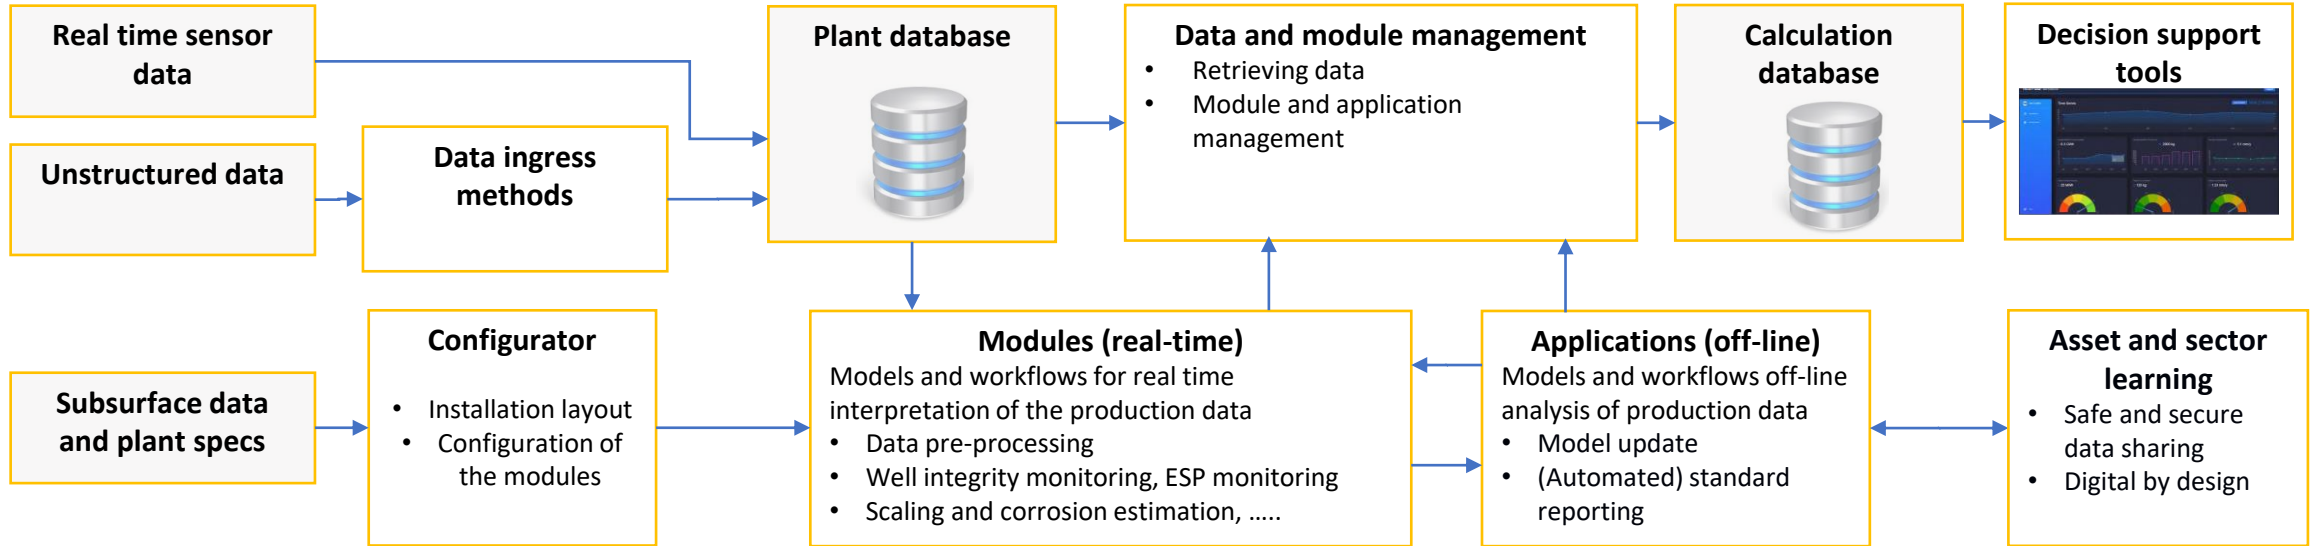 Real time sensor
data
Unstructured data
Data ingress
methods
Plant database
Data and module management
• Retrieving data
• Module and application
management
Calculation
database
Decision support
tools
Subsurface data
and plant specs
Configurator
• Installation layout
• Configuration of
the modules
Modules (real-time)
Models and workflows for real time
interpretation of the production data
• Data pre-processing
• Well integrity monitoring, ESP monitoring
• Scaling and corrosion estimation, .....
Applications (off-line)
Models and workflows off-line
analysis of production data
• Model update
• (Automated) standard
reporting
Asset and sector
learning
• Safe and secure
data sharing
• Digital by design